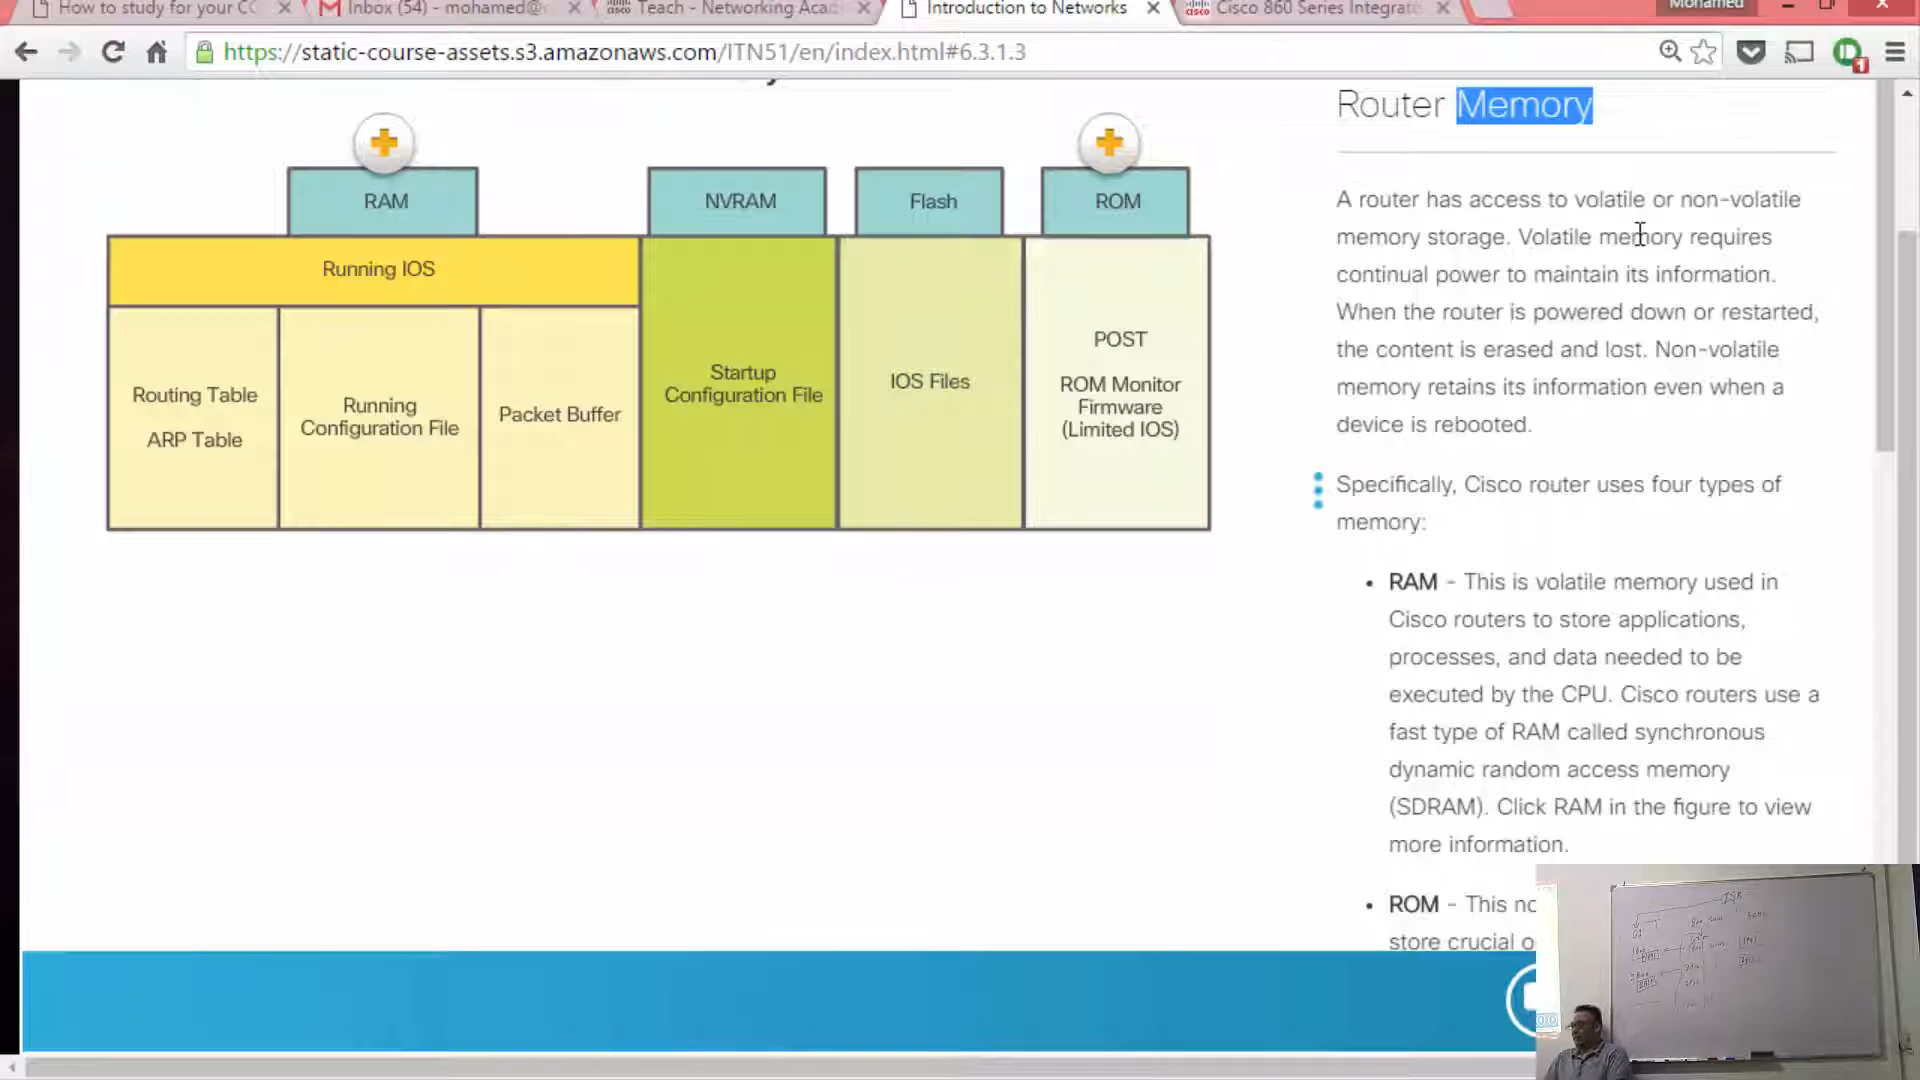 How to study for your CC
Inbox (54) - mohamed@
Teach - Networking Aca
Introduction to Networks
Cisco 860 Series Integrate
Mohamed
https://static-course-assets.s3.amazonaws.com/ITN51/en/index.html#6.3.1.3
1
Router Memory
RAM
NVRAM
Flash
ROM
Running IOS
Routing Table
ARP Table
Running
Configuration File
Packet Buffer
Startup
Configuration File
IOS Files
POST
ROM Monitor
Firmware
(Limited IOS)
A router has access to volatile or non-volatile
memory storage. Volatile memory requires
continual power to maintain its information.
When the router is powered down or restarted,
the content is erased and lost. Non-volatile
memory retains its information even when a
device is rebooted.
Specifically, Cisco router uses four types of
memory:
• RAM - This is volatile memory used in
Cisco routers to store applications,
processes, and data needed to be
executed by the CPU. Cisco routers use a
fast type of RAM called synchronous
dynamic random access memory
(SDRAM). Click RAM in the figure to view
more information.
• ROM - This no
store crucial o
ISR